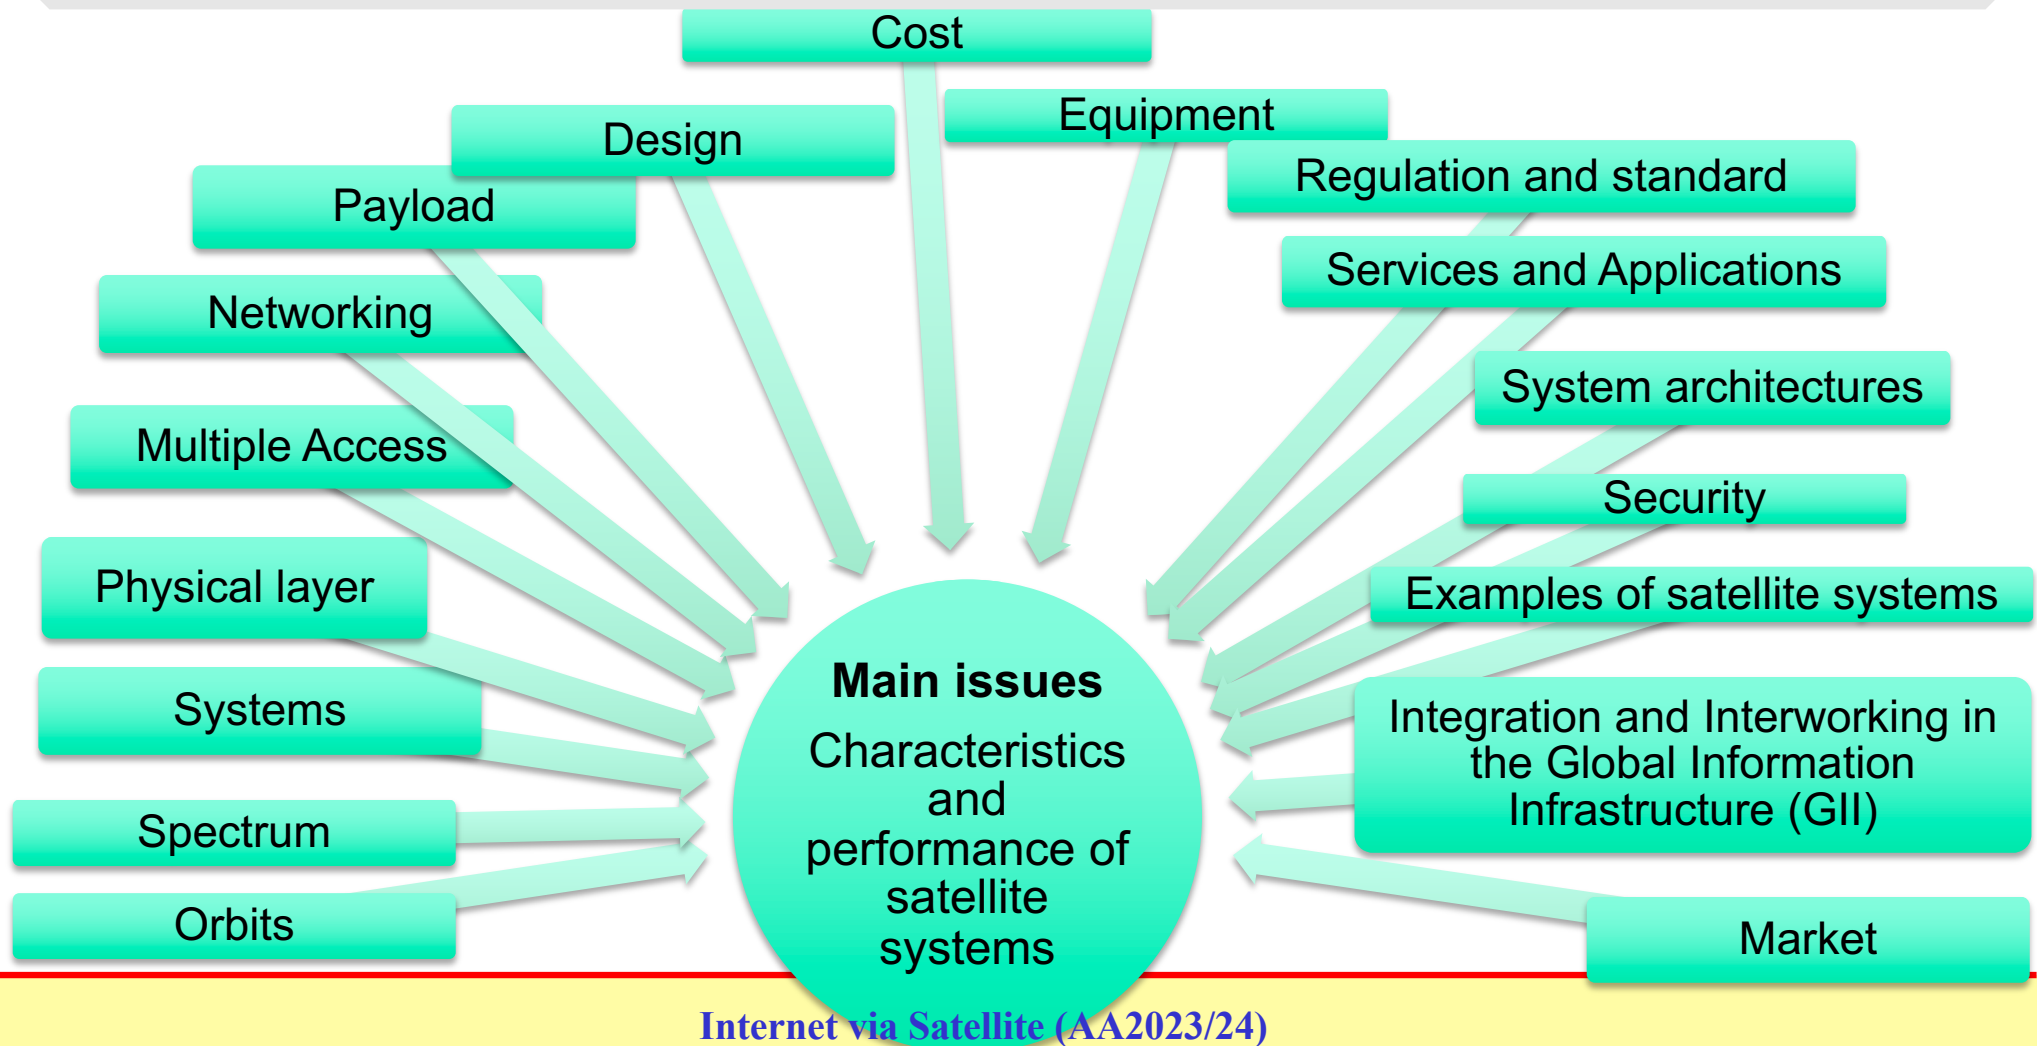 Cost
Equipment
Design
Regulation and standard
Payload
Services and Applications
Networking
System architectures
Multiple Access
Security
Physical layer
Examples of satellite systems
Systems
Integration and Interworking in
the Global Information
Infrastructure (GII)
Spectrum
Orbits
Market
Main issues
Characteristics
and
performance of
satellite
systems
Internet via Satellite (AA2023/24)